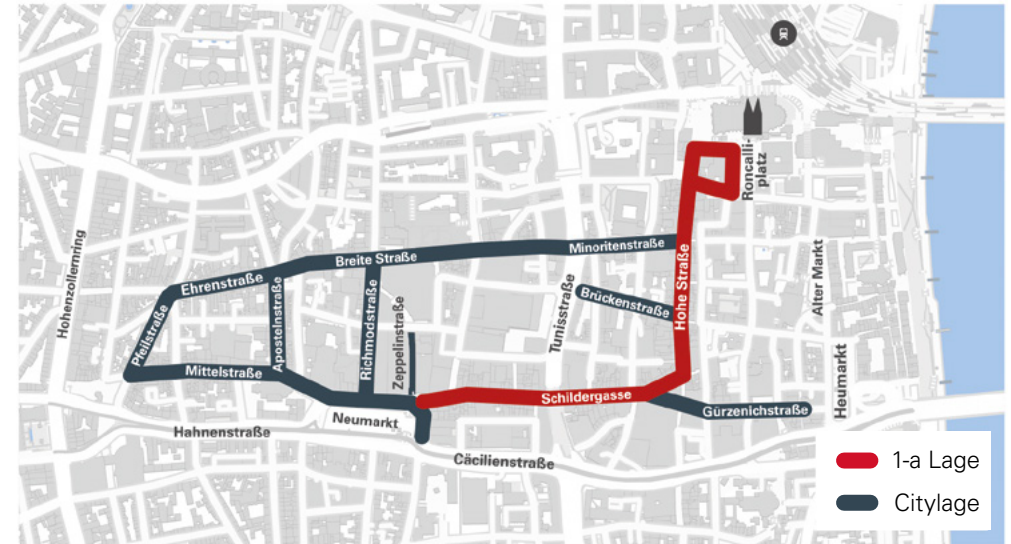 Roncalli-
platz
Hohenzollernring
Ehrenstraße
Breite Straße
Minoritenstraße
Pfeilstraße
Apostelnstraße
Richmodstraße
Zeppelinstraße
Tunisstraße
Brückenstraße
Hohe Straße
Alter Markt
Mittelstraße
Schildergasse
Gürzenichstraße
Heumarkt
Neumarkt
Hahnenstraße
Cäcilienstraße
1-a Lage
Citylage